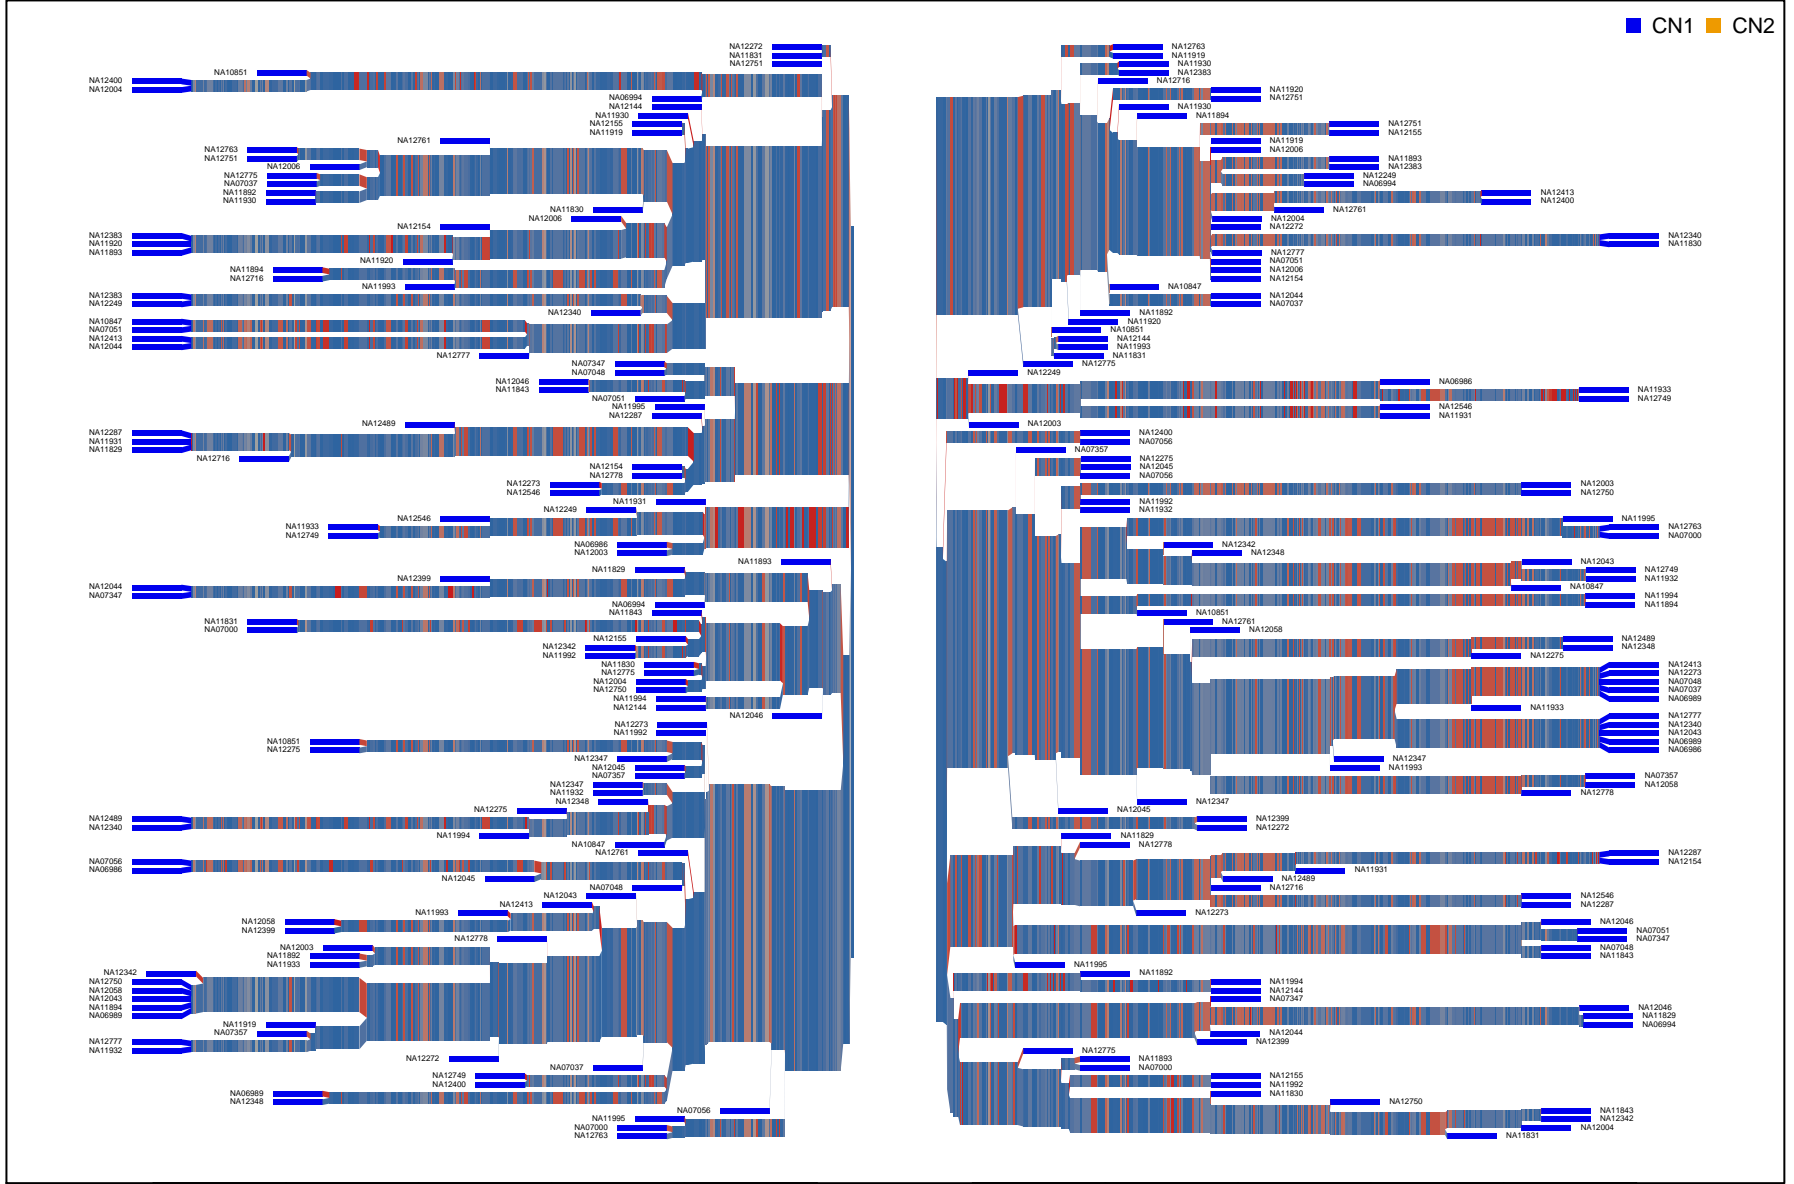 CN1 CN2
NA12272
NA11831
NA12751
NA10851
NA12400
NA12004
NA06994
NA12144
NA11930
NA12155
NA11919
NA12761
NA12763
NA12751
NA12006
NA12775
NA07037
NA11892
NA11930
NA11830
NA12006
NA12154
NA12383
NA11920
NA11893
NA11920
NA11894
NA12716
NA11993
NA12383
NA12249
NA12340
NA10847
NA07051
NA12413
NA12044
NA12777
NA07347
NA07048
NA12046
NA11843
NA07051
NA11995
NA12287
NA12489
NA12287
NA11931
NA11829
NA12716
NA12154
NA12778
NA12273
NA12546
NA11931
NA12249
NA12546
NA11933
NA12749
NA06986
NA12003
NA11893
NA11829
NA12399
NA12044
NA07347
NA06994
NA11843
NA11831
NA07000
NA12155
NA12342
NA11992
NA11830
NA12775
NA12004
NA12750
NA11994
NA12144
NA12046
NA12273
NA11992
NA10851
NA12275
NA12347
NA12045
NA07357
NA12347
NA11932
NA12348
NA12275
NA12489
NA12340
NA11994
NA10847
NA12761
NA07056
NA06986
NA12045
NA07048
NA12043
NA12413
NA11993
NA12058
NA12399
NA12778
NA12003
NA11892
NA11933
NA12342
NA12750
NA12058
NA12043
NA11894
NA06989
NA11919
NA07357
NA12777
NA11932
NA12272
NA07037
NA12749
NA12400
NA06989
NA12348
NA07056
NA11995
NA07000
NA12763
NA12763
NA11919
NA11930
NA12383
NA12716
NA11920
NA12751
NA11930
NA11894
NA12751
NA12155
NA11919
NA12006
NA11893
NA12383
NA12249
NA06994
NA12413
NA12400
NA12761
NA12004
NA12272
NA12340
NA11830
NA12777
NA07051
NA12006
NA12154
NA10847
NA12044
NA07037
NA11892
NA11920
NA10851
NA12144
NA11993
NA11831
NA12775
NA12249
NA06986
NA11933
NA12749
NA12546
NA11931
NA12003
NA12400
NA07056
NA07357
NA12275
NA12045
NA07056
NA12003
NA12750
NA11992
NA11932
NA11995
NA12763
NA07000
NA12342
NA12348
NA12043
NA12749
NA11932
NA10847
NA11994
NA11894
NA10851
NA12761
NA12058
NA12489
NA12348
NA12275
NA12413
NA12273
NA07048
NA07037
NA06989
NA11933
NA12777
NA12340
NA12043
NA06989
NA06986
NA12347
NA11993
NA07357
NA12058
NA12778
NA12347
NA12045
NA12399
NA12272
NA11829
NA12778
NA12287
NA12154
NA11931
NA12489
NA12716
NA12546
NA12287
NA12273
NA12046
NA07051
NA07347
NA07048
NA11843
NA11995
NA11892
NA11994
NA12144
NA07347
NA12046
NA11829
NA06994
NA12044
NA12399
NA12775
NA11893
NA07000
NA12155
NA11992
NA11830
NA12750
NA11843
NA12342
NA12004
NA11831